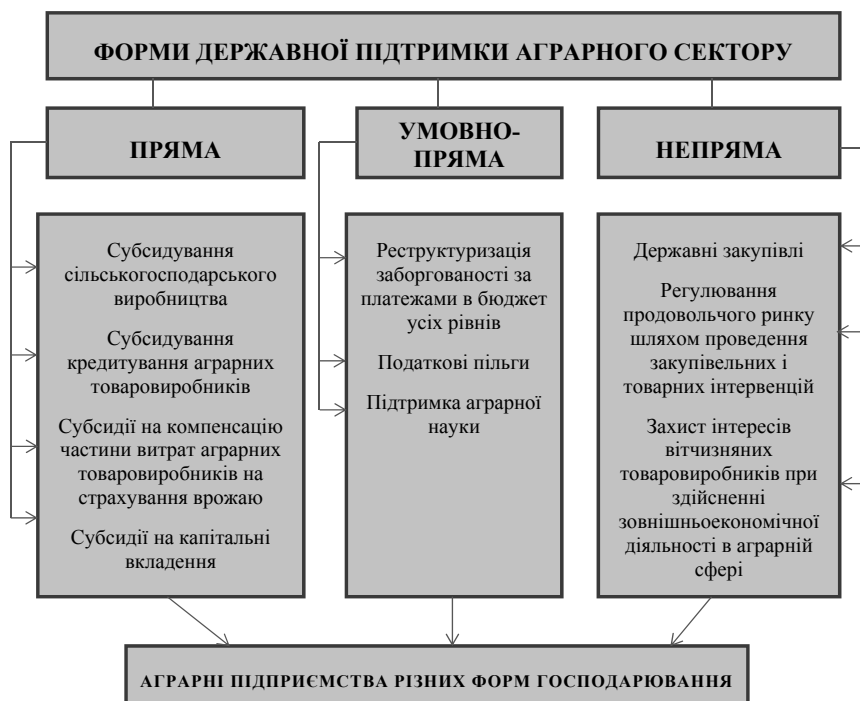 ФОРМИ ДЕРЖАВНОЇ ПІДТРИМКИ АГРАРНОГО СЕКТОРУ
ПРЯМА
УМОВНО-
ПРЯМА
НЕПРЯМА
Субсидування
сільськогосподарського
виробництва
Субсидування
кредитування аграрних
товаровиробників
Субсидії на компенсацію
частини витрат аграрних
товаровиробників на
страхування врожаю
Субсидії на капітальні
вкладення
Реструктуризація
заборгованості за
платежами в бюджет
усіх рівнів
Податкові пільги
Підтримка аграрної
науки
Державні закупівлі
Регулювання
продовольчого ринку
шляхом проведення
закупівельних і
товарних інтервенцій
Захист інтересів
вітчизняних
товаровиробників при
здійсненні
зовнішньоекономічної
діяльності в аграрній
сфері
АГРАРНІ ПІДПРИЄМСТВА РІЗНИХ ФОРМ ГОСПОДАРЮВАННЯ